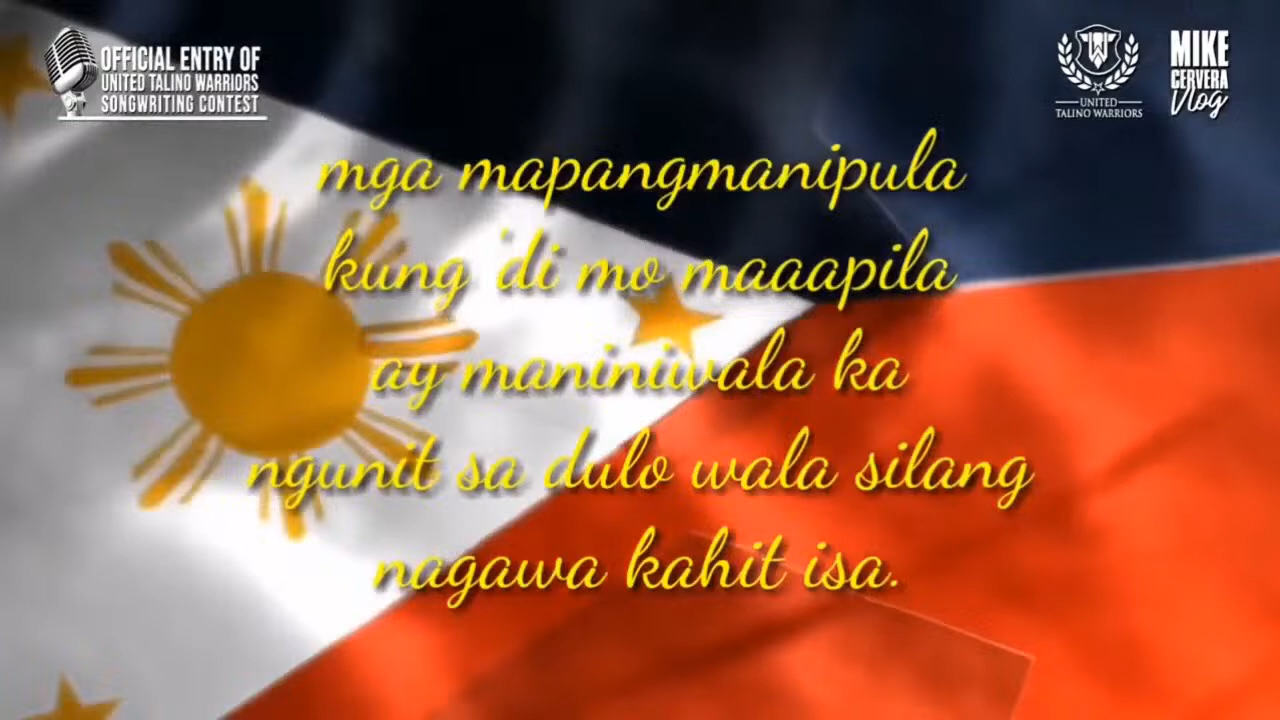 OFFICIAL ENTRY OF
UNITED TALINO WARRIORS
SONGWRITING CONTEST
UNITED
TALINO WARRIORS
MIKE
CERVERA
Vlog
mga mapangmanipula
kung 'di mo maaapila
ay maniniwala ka
ngunit sa dulo wala silang
nagawa kahit isa.